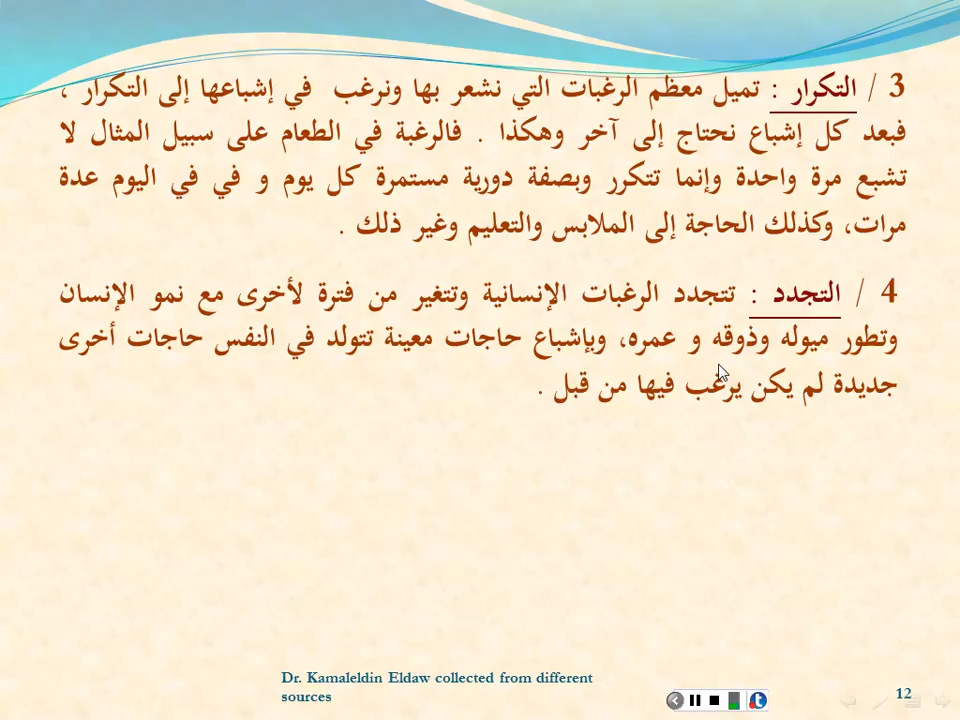 3 / التكرار : تميل معظم الرغبات التي نشعر بها ونرغب في إشباعها إلى التكرار ،
فبعد كل إشباع نحتاج إلى آخر وهكذا . فالرغبة في الطعام على سبيل المثال لا
تشبع مرة واحدة وإنما تتكرر وبصفة دورية مستمرة كل يوم و في في اليوم عدة
مرات، وكذلك الحاجة إلى الملابس والتعليم وغير ذلك .
4 / التجدد : تتجدد الرغبات الإنسانية وتتغير من فترة لأخرى مع نمو الإنسان
وتطور ميوله وذوقه و عمره، وبإشباع حاجات معينة تتولد في النفس حاجات أخرى
جديدة لم يكن يرغب فيها من قبل .
Dr. Kamaleldin Eldaw collected from different
sources
12